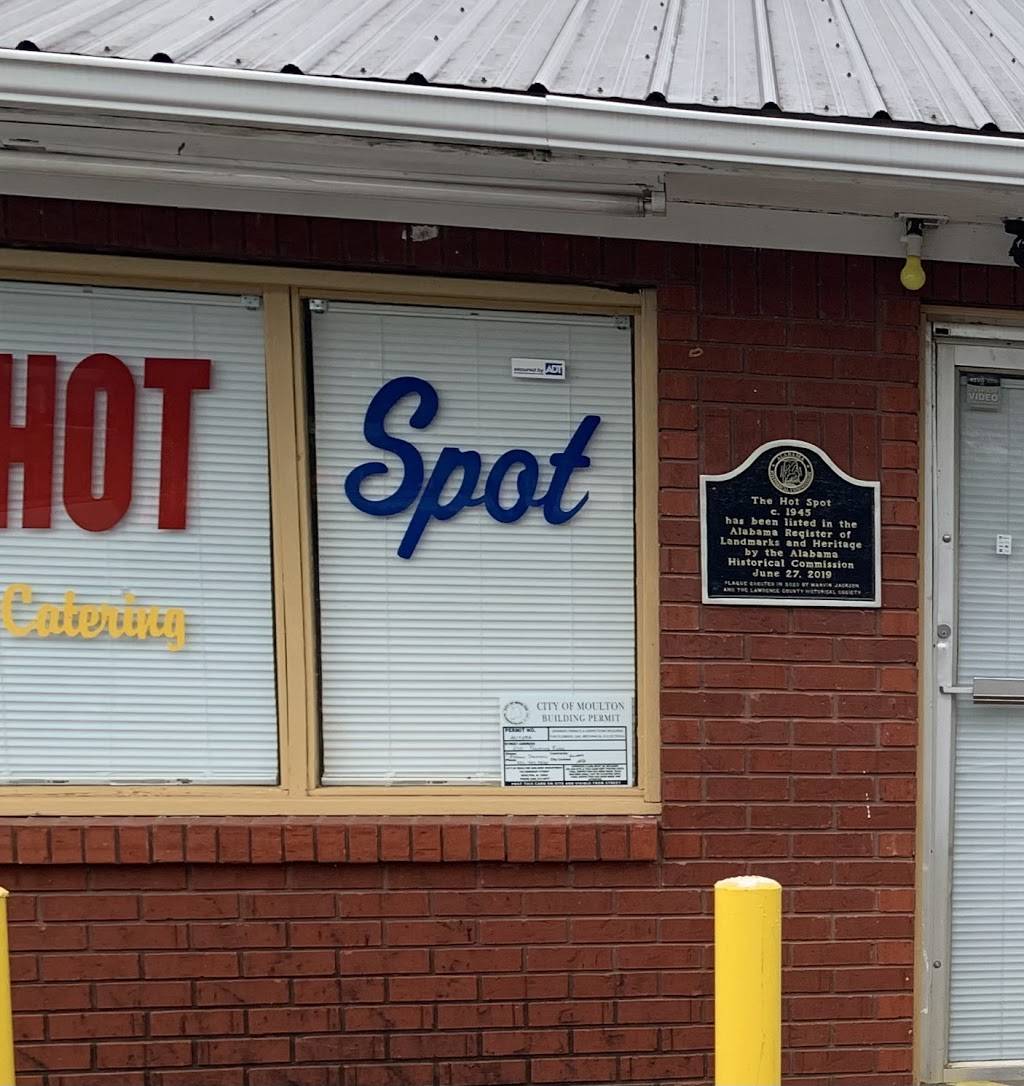 HOT
Spot
Catering
secured by ADT
ALABAMA
The Hot Spot
c. 1945
has been listed in the
Alabama Register of
Landmarks and Heritage
by the Alabama
Historical Commission
June 27, 2019
AND THE LAWRENCE COUNTY HISTORICAL SOCIETY
VIDEO
CITY OF MOULTON
BUILDING PERMIT
PERMIT NO.